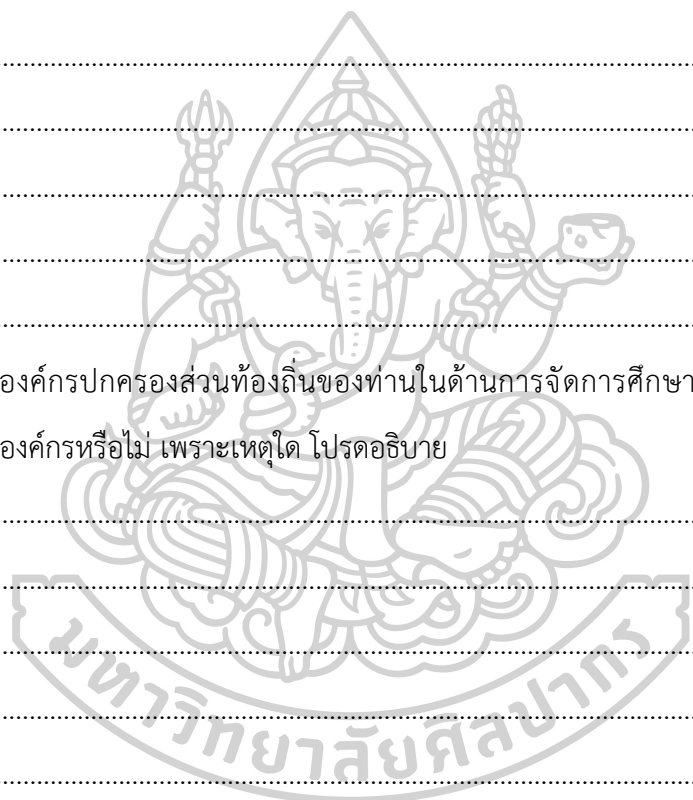 องค์กรปกครองส่วนท้องถิ่นของท่านในด้านการจัดการศึกษา
องค์กรหรือไม่ เพราะเหตุใด โปรดอธิบาย
มหาวิทยาลัยศิลปากร